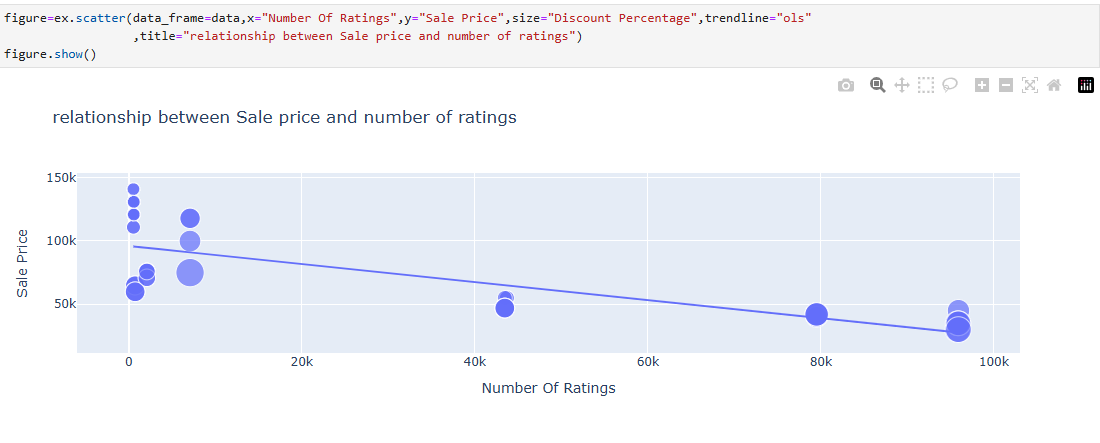 figure=ex.scatter(data_frame=data,x="Number Of Ratings",y="Sale Price",size="Discount Percentage",trendline="ols"
,title="relationship between Sale price and number of ratings")
figure.show()
relationship between Sale price and number of ratings
150k
100k
50k
Sale Price
0
20k
40k
60k
80k
100k
Number Of Ratings